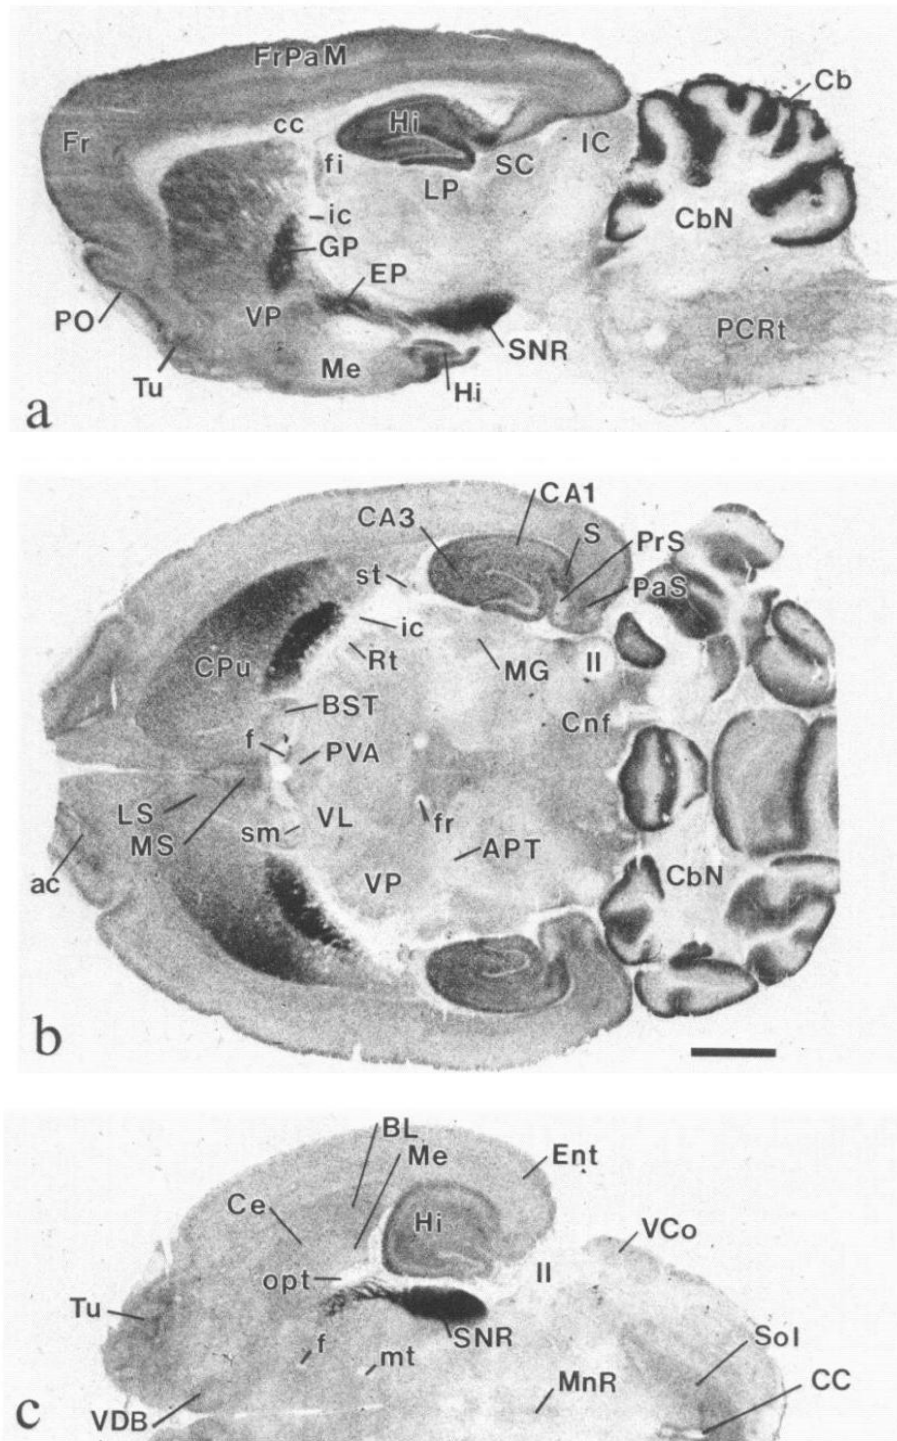 FrPaM
Cb
Fr
cc
Hi
fi
SC
IC
LP
ic
CbN
GP
EP
PO
VP
PCRt
SNR
Me
Tu
Hi
a
CA1
CA3
S
PrS
st
PaS
ic
CPu
Rt
MG
II
BST
Cnf
f
PVA
LS
MS
sm
VL
fr
APT
ac
VP
CbN
b
BL
Me
Ent
Ce
Hi
VCo
opt
II
Tu
SNR
Sol
f
mt
MnR
CC
VDB
c